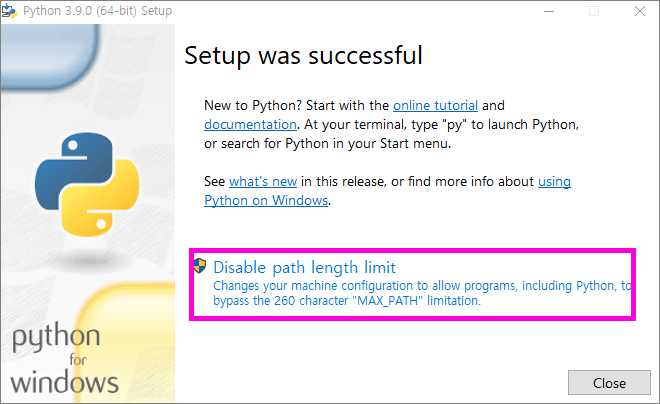 Python 3.9.0 (64-bit) Setup
Setup was successful
New to Python? Start with the online tutorial and
documentation. At your terminal, type "py" to launch Python,
or search for Python in your Start menu.
See what's new in this release, or find more info about using
Python on Windows.
Disable path length limit
Changes your machine configuration to allow programs, including Python, to
bypass the 260 character "MAX_PATH" limitation.
python
for
windows
Close